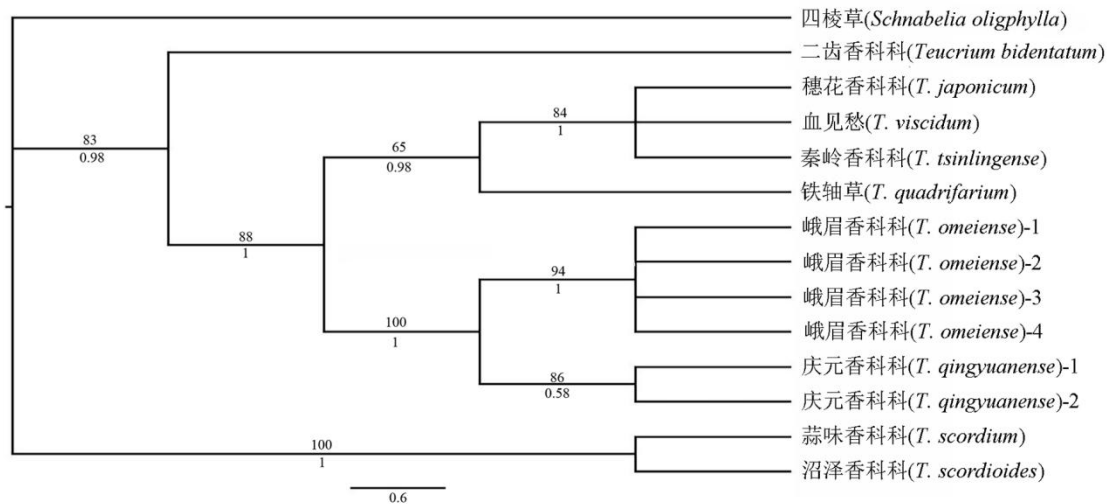 四棱草(Schnabelia oligphylla)
二齿香科科(Teucrium bidentatum)
穗花香科科(T. japonicum)
84
血见愁(T. viscidum)
1
83
0.98
65
0.98
秦岭香科科(T. tsinlingense)
铁轴草(T. quadrifarium)
峨眉香科科(T. omeiense)-1
88
1
峨眉香科科(T. omeiense)-2
94
1
峨眉香科科(T. omeiense)-3
100
1
峨眉香科科(T. omeiense)-4
庆元香科科(T. qingyuanense)-1
86
0.58
庆元香科科(T. qingyuanense)-2
蒜味香科科(T. scordium)
100
1
沼泽香科科(T. scordioides)
0.6